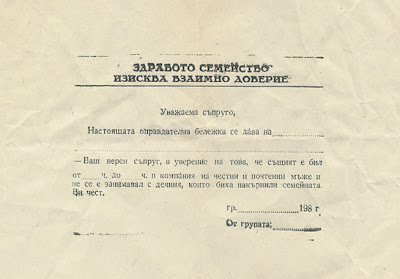 ЗДРАВОТО СЕМЕЙСТВО
ИЗИСКВА ВЗАИМНО ДОВЕРИЕ
Уважаема съпруго,
Настоящата оправдателна бележка се дава на
—Ваш верен съпруг, и уверение на това, че същият е бил
от ч. до ч. в компания на честни и почтени мъже и
не се е занимавал с деяния, които биха накърнили семейната
Ви чест.
гр. 198 г
От групата: